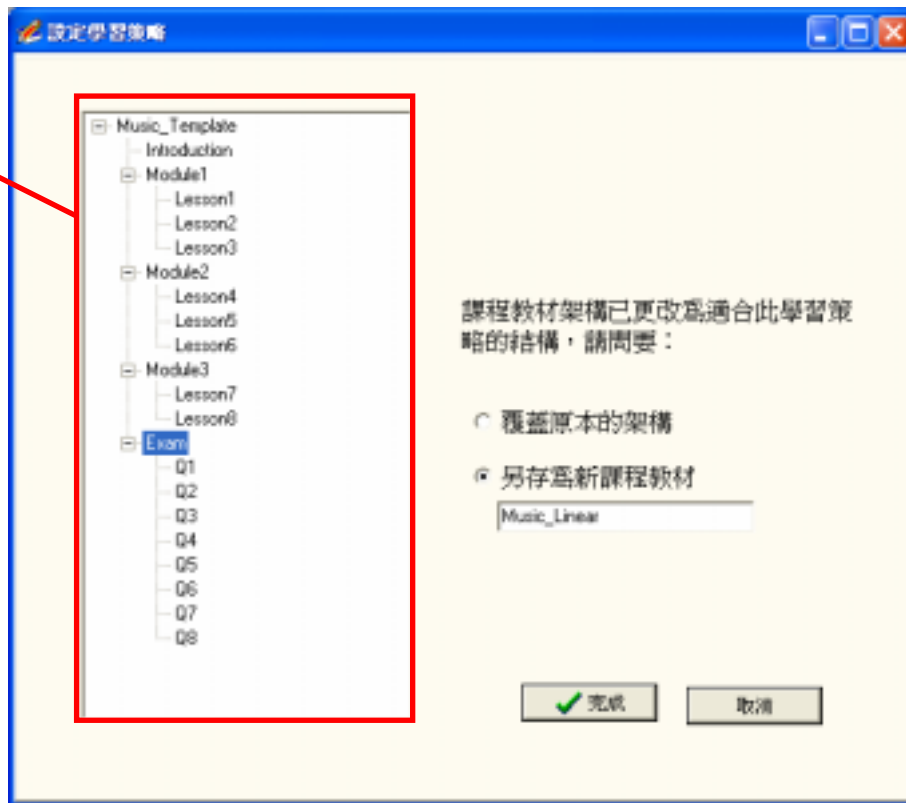 設定學習策略
Music_Template
Introduction
Module1
Lesson1
Lesson2
Lesson3
Module2
Lesson4
Lesson5
Lesson6
Module3
Lesson7
Lesson8
Exam
Q1
Q2
Q3
Q4
Q5
Q6
Q7
Q8
課程教材架構已更改為適合此學習策
略的結構，請問要：
覆蓋原本的架構
另存為新課程教材
Music_Linear
完成
取消